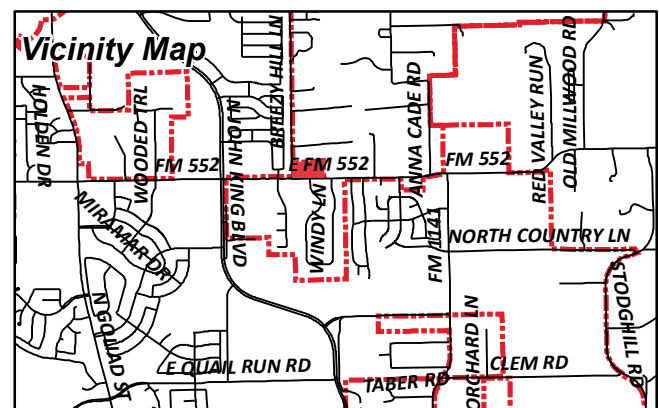 Vicinity Map
HOLDEN DR
WOODED TRL
N JOHN KING BLVD
BREEZY HILL LN
ANNA CADE RD
RED VALLEY RUN
OLD MILLWOOD RD
FM 552
E FM 552
FM 552
MIRAMAR DR
WINDY LN
FM 1141
NORTH COUNTRY LN
N GOLIAD ST
STODGHILL RD
E QUAIL RUN RD
TABER RD
ORCHARD LN
CLEM RD